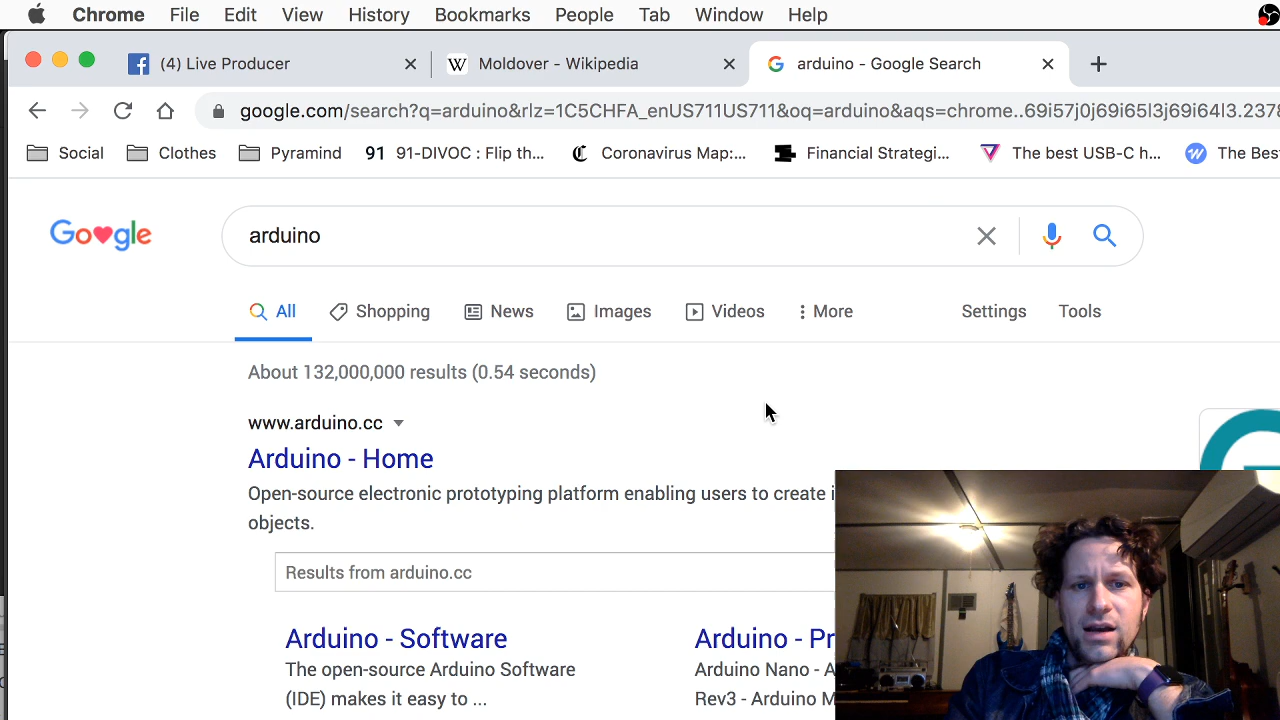 Chrome File Edit View History Bookmarks People Tab Window Help
(4) Live Producer W Moldover - Wikipedia arduino - Google Search
google.com/search?q=arduino&rlz=1C5CHFA_enUS711US711&oq=arduino&aqs=chrome..69i57j0j69i65l3j69i64l3.237
Social Clothes Pyramind 91 91-DIVOC : Flip th... Coronavirus Map:... Financial Strategi... The best USB-C h... The Bes
Google arduino
All Shopping News Images Videos More Settings Tools
About 132,000,000 results (0.54 seconds)
www.arduino.cc
Arduino - Home
Open-source electronic prototyping platform enabling users to create i
objects.
Results from arduino.cc
Arduino - Software Arduino - Pr
The open-source Arduino Software Arduino Nano - A
(IDE) makes it easy to ... Rev3 - Arduino M